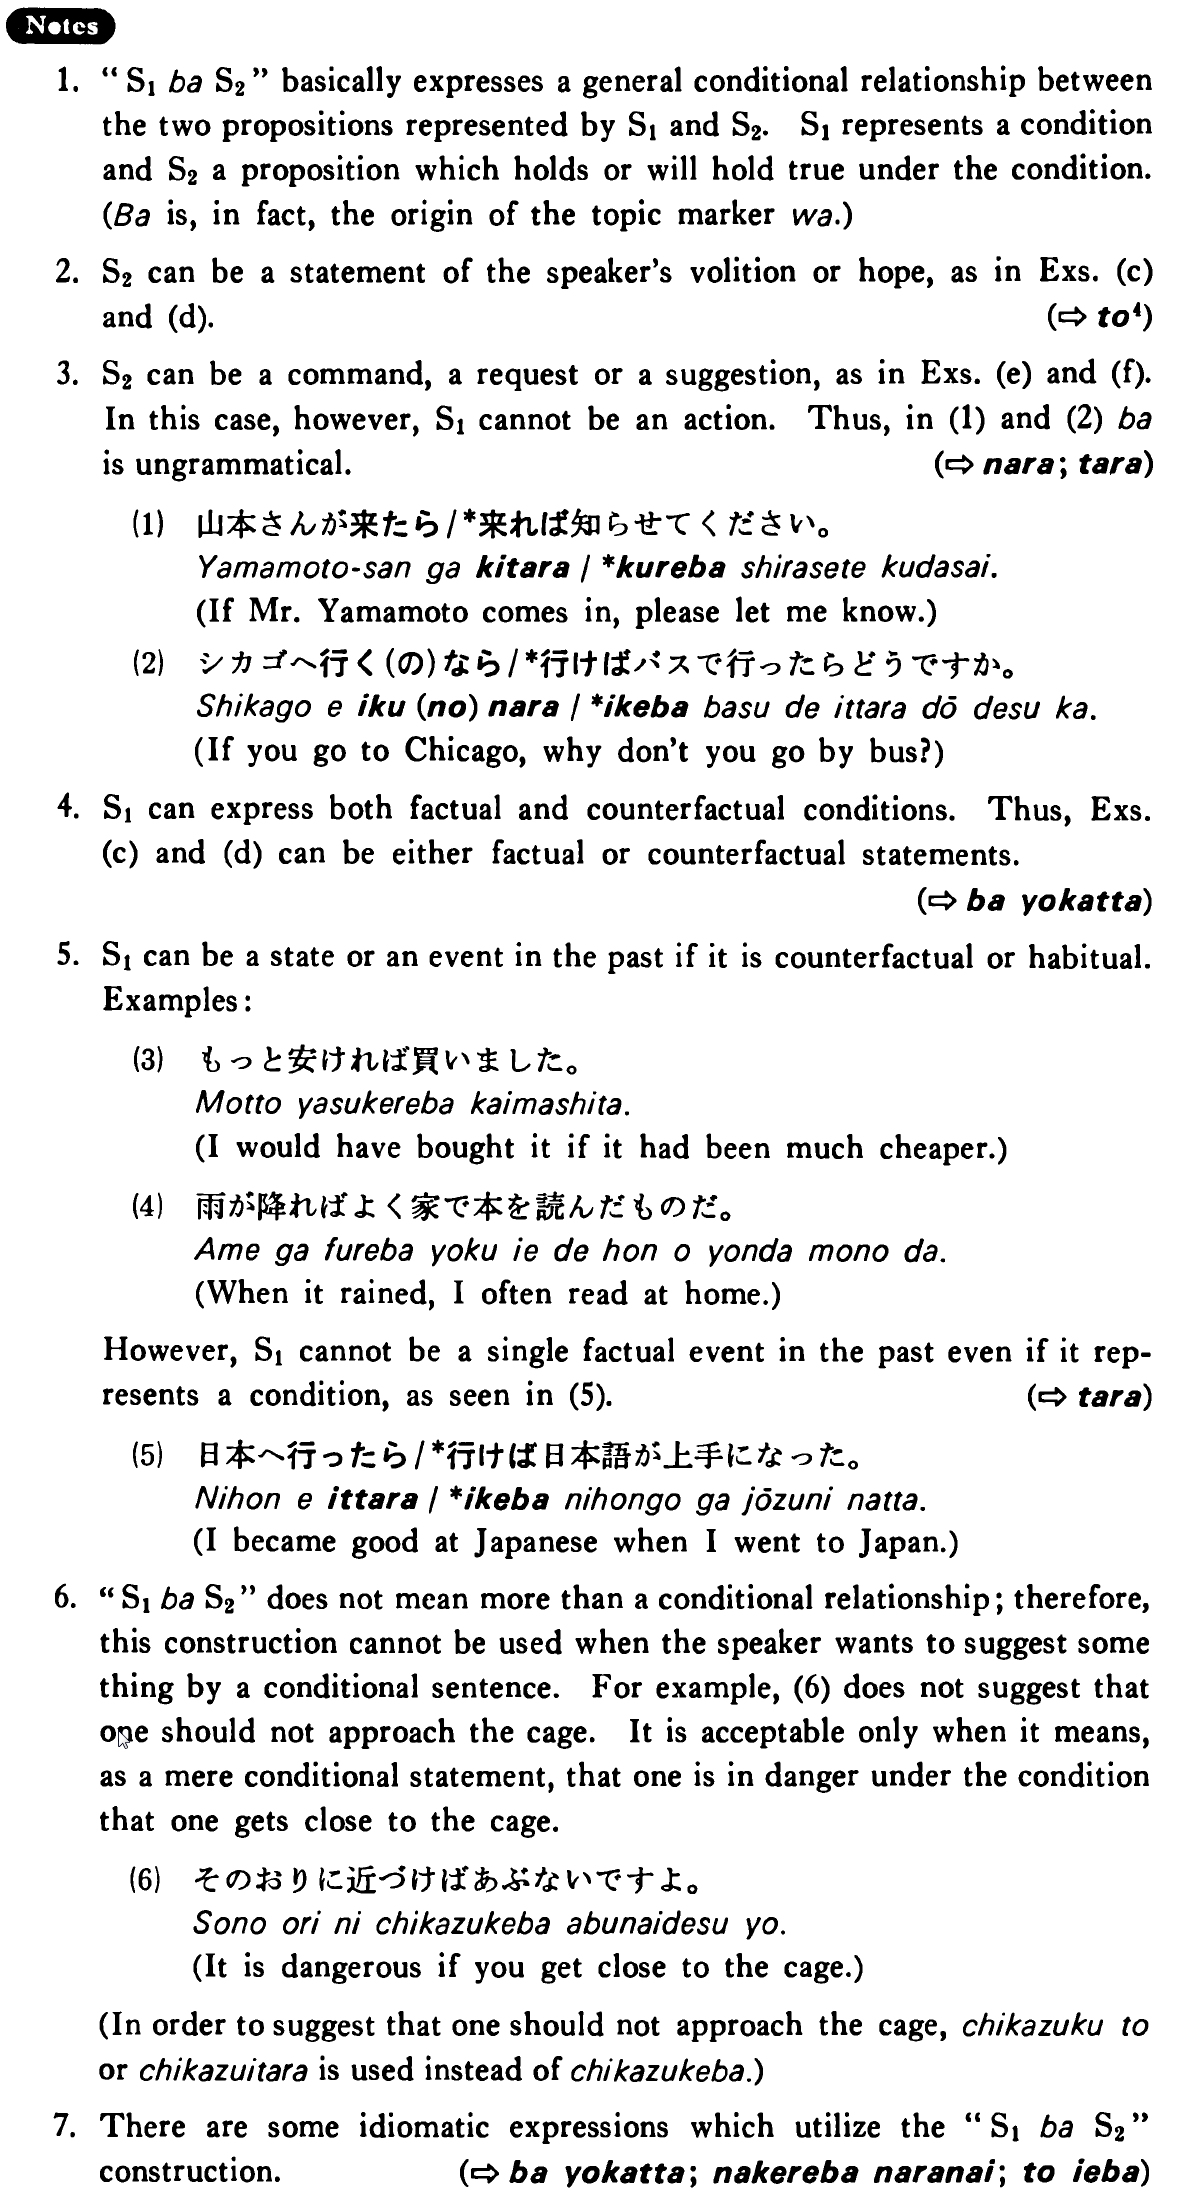 Notes
1. “S₁ ba S₂” basically expresses a general conditional relationship between
the two propositions represented by S₁ and S₂. S₁ represents a condition
and S₂ a proposition which holds or will hold true under the condition.
(Ba is, in fact, the origin of the topic marker wa.)
2. S₂ can be a statement of the speaker’s volition or hope, as in Exs. (c)
and (d). (⇨ to⁴)
3. S₂ can be a command, a request or a suggestion, as in Exs. (e) and (f).
In this case, however, S₁ cannot be an action. Thus, in (1) and (2) ba
is ungrammatical. (⇨ nara; tara)
(1) 山本さんが来たら/*来れば知らせてください。
Yamamoto-san ga kitara / *kureba shirasete kudasai.
(If Mr. Yamamoto comes in, please let me know.)
(2) シカゴへ行く(の)なら/*行けばバスで行ったらどうですか。
Shikago e iku (no) nara / *ikeba basu de ittara dō desu ka.
(If you go to Chicago, why don’t you go by bus?)
4. S₁ can express both factual and counterfactual conditions. Thus, Exs.
(c) and (d) can be either factual or counterfactual statements.
(⇨ ba yokatta)
5. S₁ can be a state or an event in the past if it is counterfactual or habitual.
Examples:
(3) もっと安ければ買いました。
Motto yasukereba kaimashita.
(I would have bought it if it had been much cheaper.)
(4) 雨が降ればよく家で本を読んだものだ。
Ame ga fureba yoku ie de hon o yonda mono da.
(When it rained, I often read at home.)
However, S₁ cannot be a single factual event in the past even if it rep-
resents a condition, as seen in (5). (⇨ tara)
(5) 日本へ行ったら/*行けば日本語が上手になった。
Nihon e ittara / *ikeba nihongo ga jōzuni natta.
(I became good at Japanese when I went to Japan.)
6. “S₁ ba S₂” does not mean more than a conditional relationship; therefore,
this construction cannot be used when the speaker wants to suggest some
thing by a conditional sentence. For example, (6) does not suggest that
one should not approach the cage. It is acceptable only when it means,
as a mere conditional statement, that one is in danger under the condition
that one gets close to the cage.
(6) そのおりに近づけばあぶないですよ。
Sono ori ni chikazukeba abunaidesu yo.
(It is dangerous if you get close to the cage.)
(In order to suggest that one should not approach the cage, chikazuku to
or chikazuitara is used instead of chikazukeba.)
7. There are some idiomatic expressions which utilize the “S₁ ba S₂”
construction. (⇨ ba yokatta; nakereba naranai; to ieba)